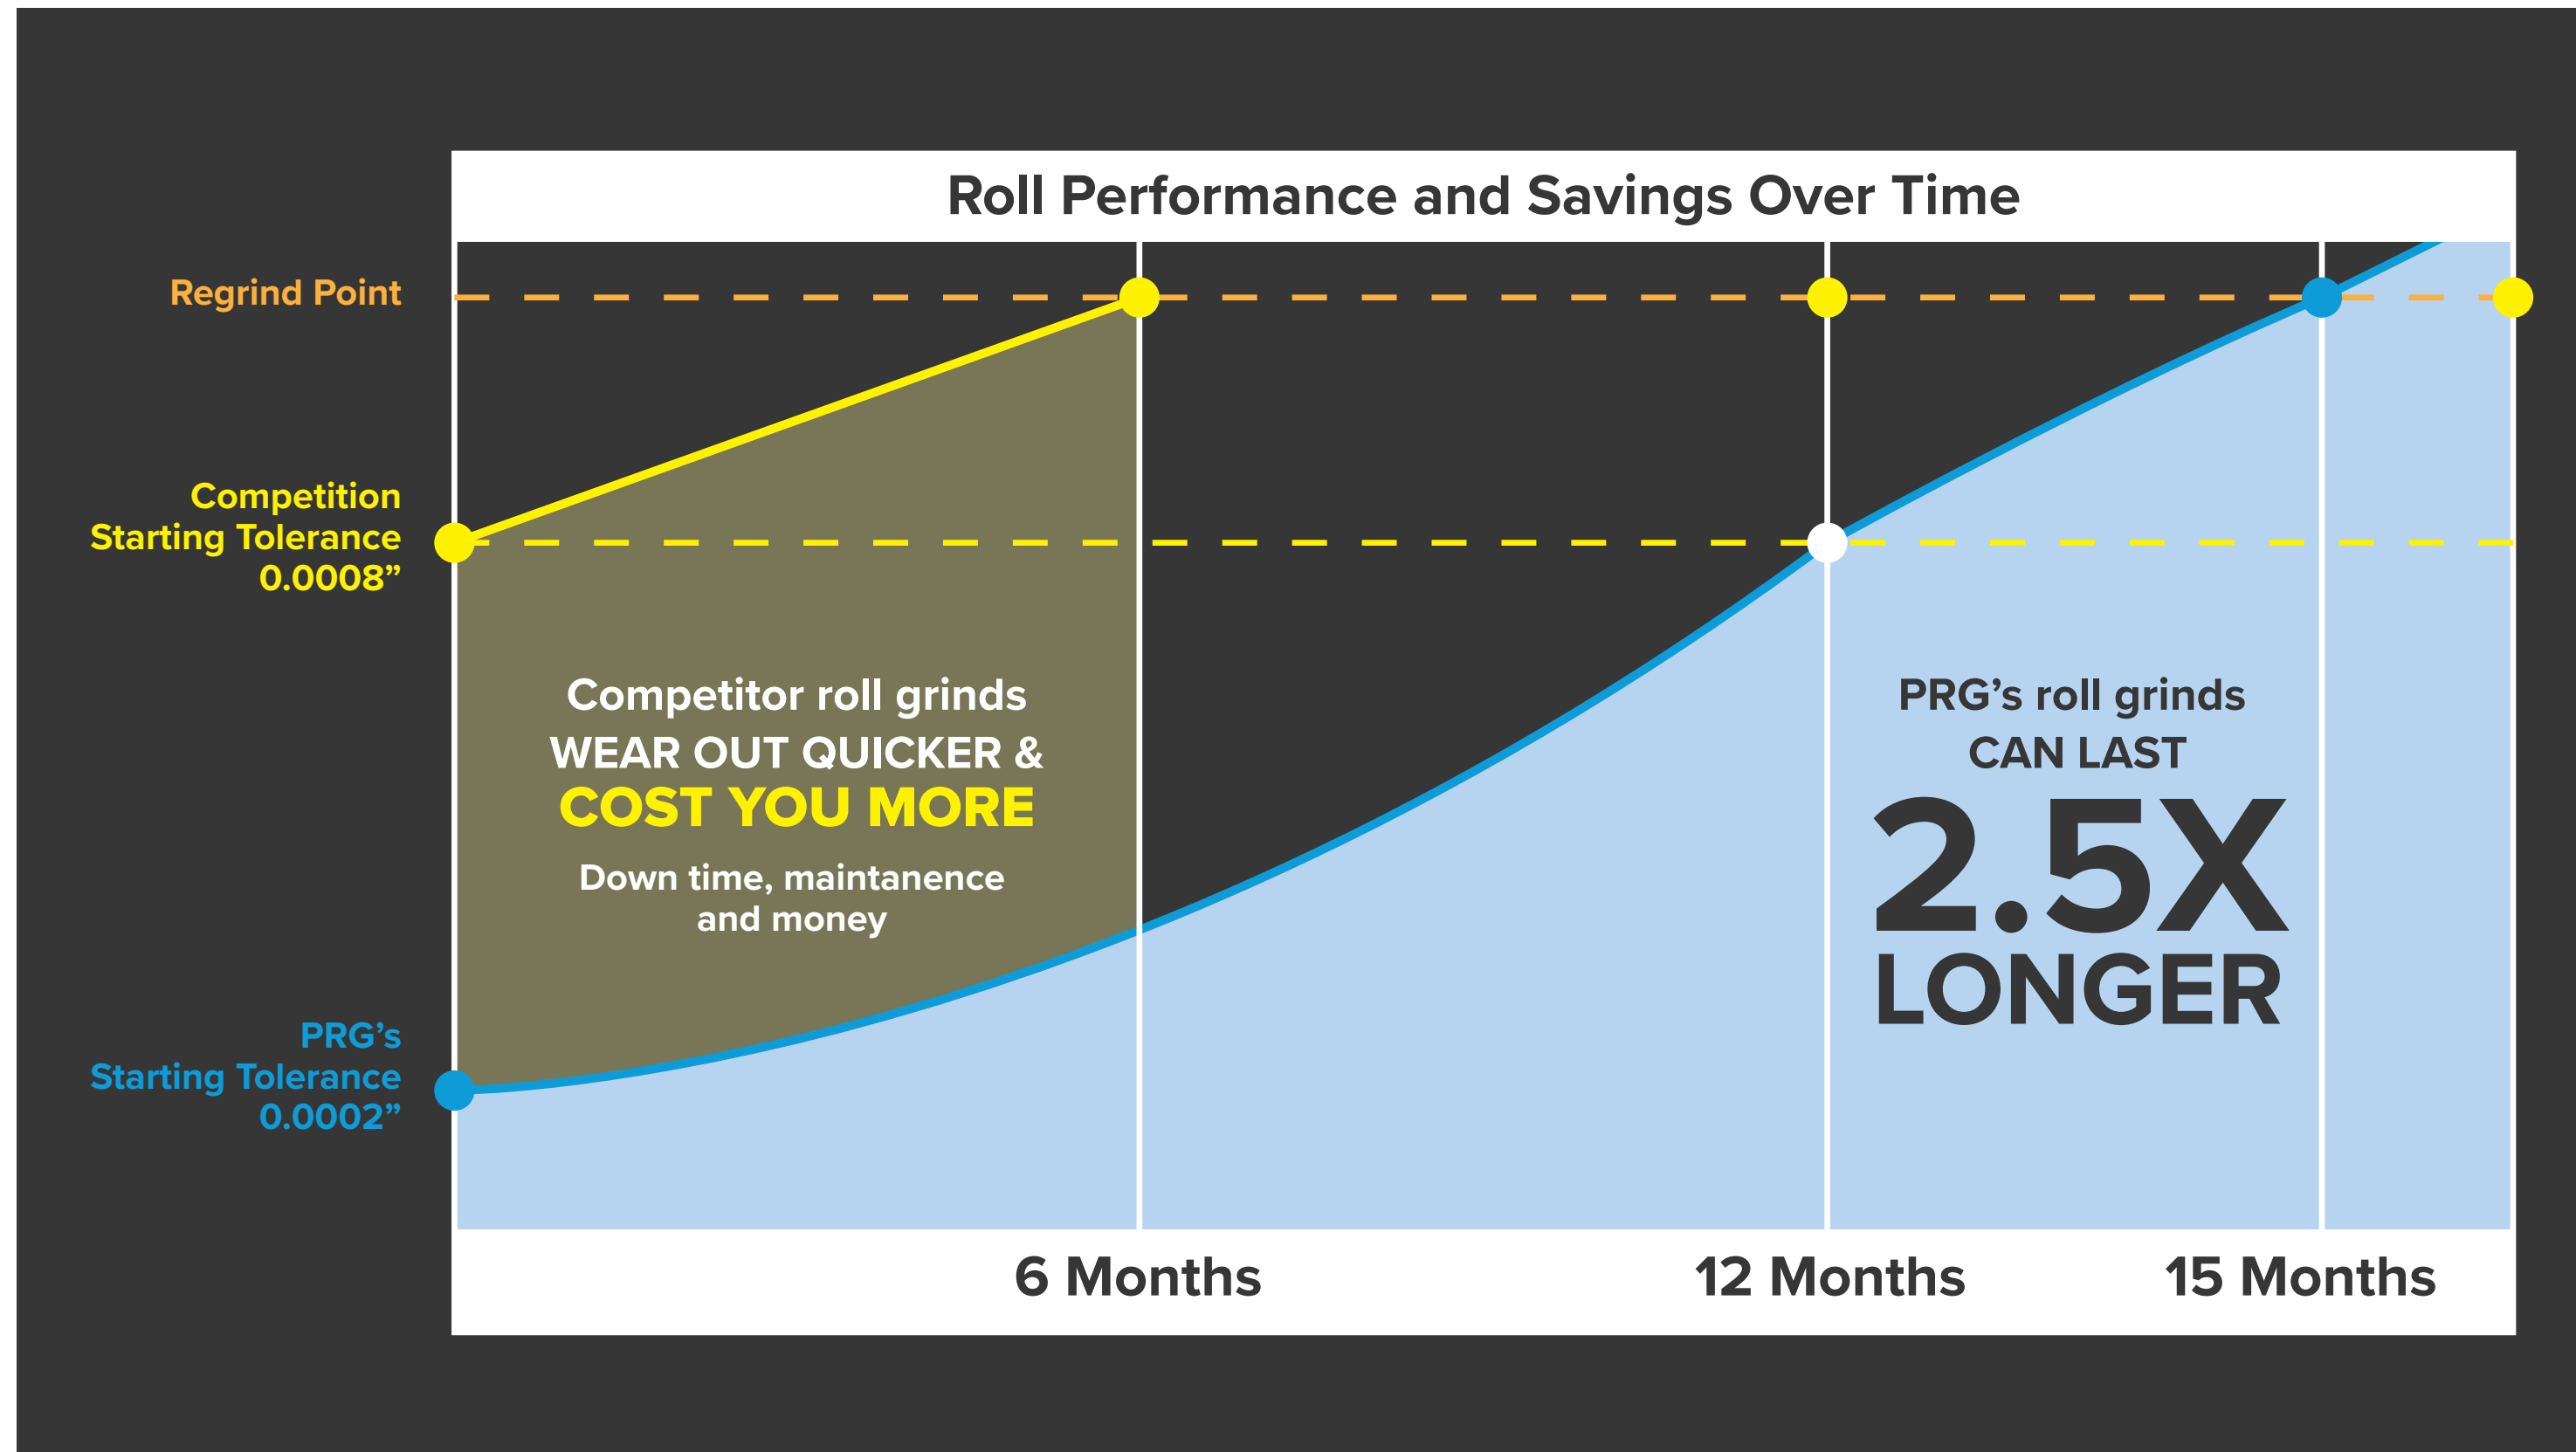 Roll Performance and Savings Over Time
Regrind Point
Competition
Starting Tolerance
0.0008”
Competitor roll grinds
WEAR OUT QUICKER &
COST YOU MORE
Down time, maintanence
and money
PRG’s roll grinds
CAN LAST
2.5X
LONGER
PRG’s
Starting Tolerance
0.0002”
6 Months
12 Months
15 Months